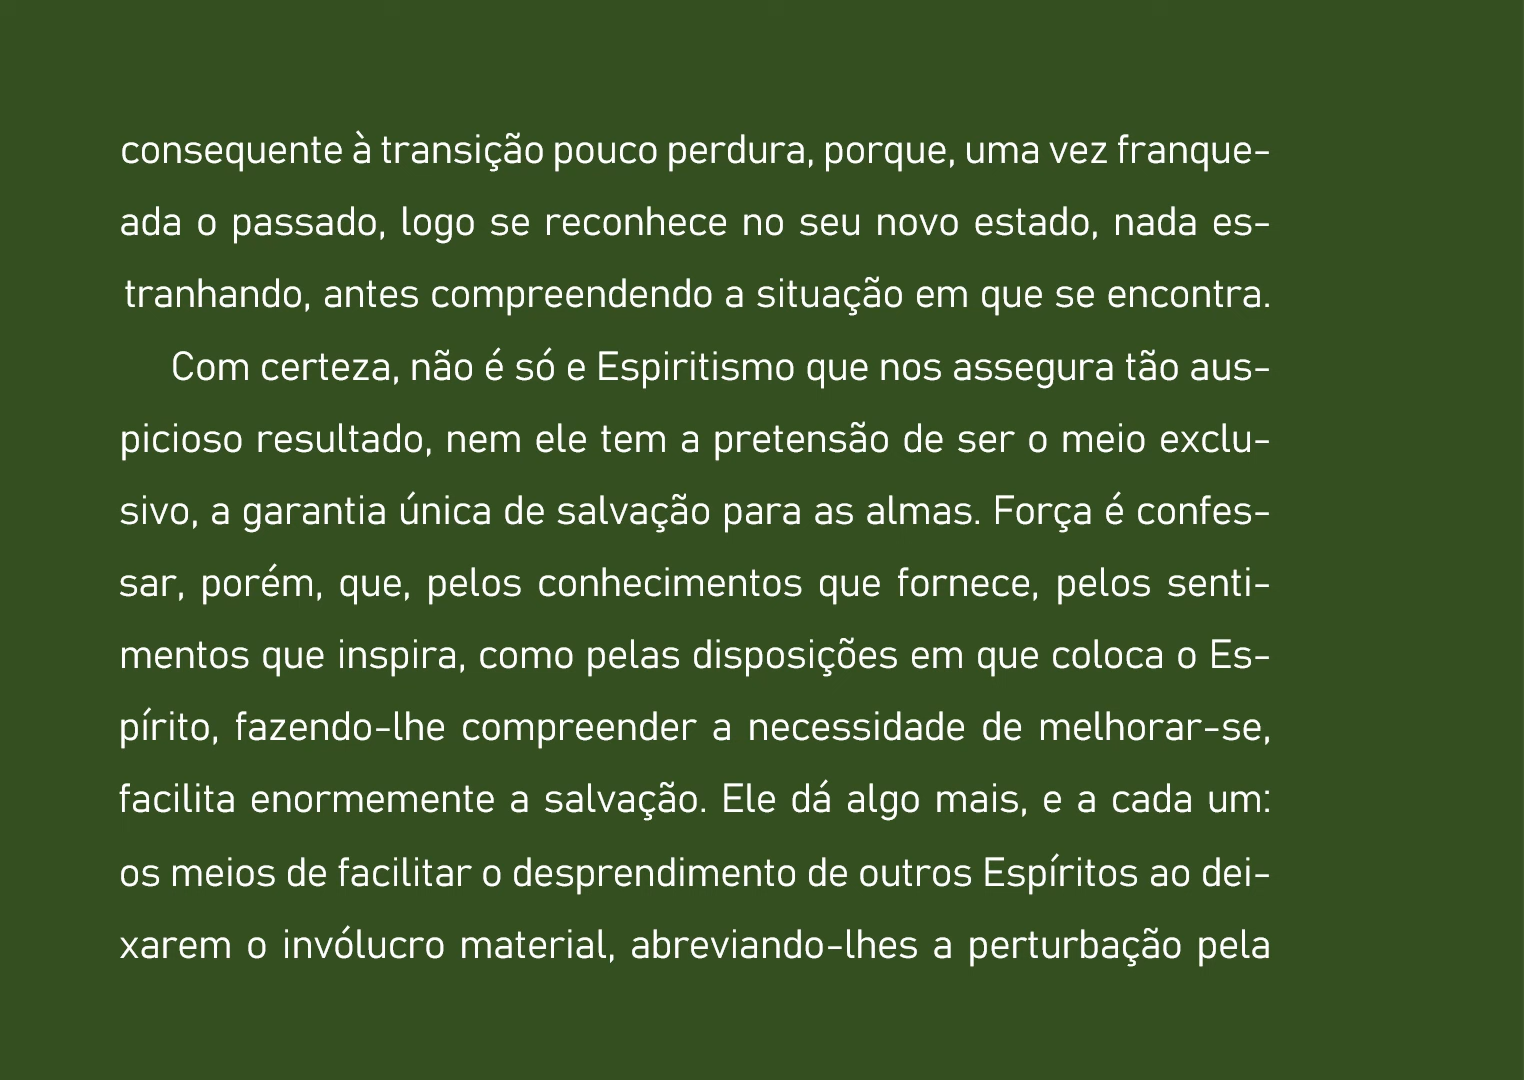 consequente à transição pouco perdura, porque, uma vez franque-
ada o passado, logo se reconhece no seu novo estado, nada es-
tranhando, antes compreendendo a situação em que se encontra.
Com certeza, não é só e Espiritismo que nos assegura tão aus-
picioso resultado, nem ele tem a pretensão de ser o meio exclu-
sivo, a garantia única de salvação para as almas. Força é confes-
sar, porém, que, pelos conhecimentos que fornece, pelos senti-
mentos que inspira, como pelas disposições em que coloca o Es-
pírito, fazendo-lhe compreender a necessidade de melhorar-se,
facilita enormemente a salvação. Ele dá algo mais, e a cada um:
os meios de facilitar o desprendimento de outros Espíritos ao dei-
xarem o invólucro material, abreviando-lhes a perturbação pela